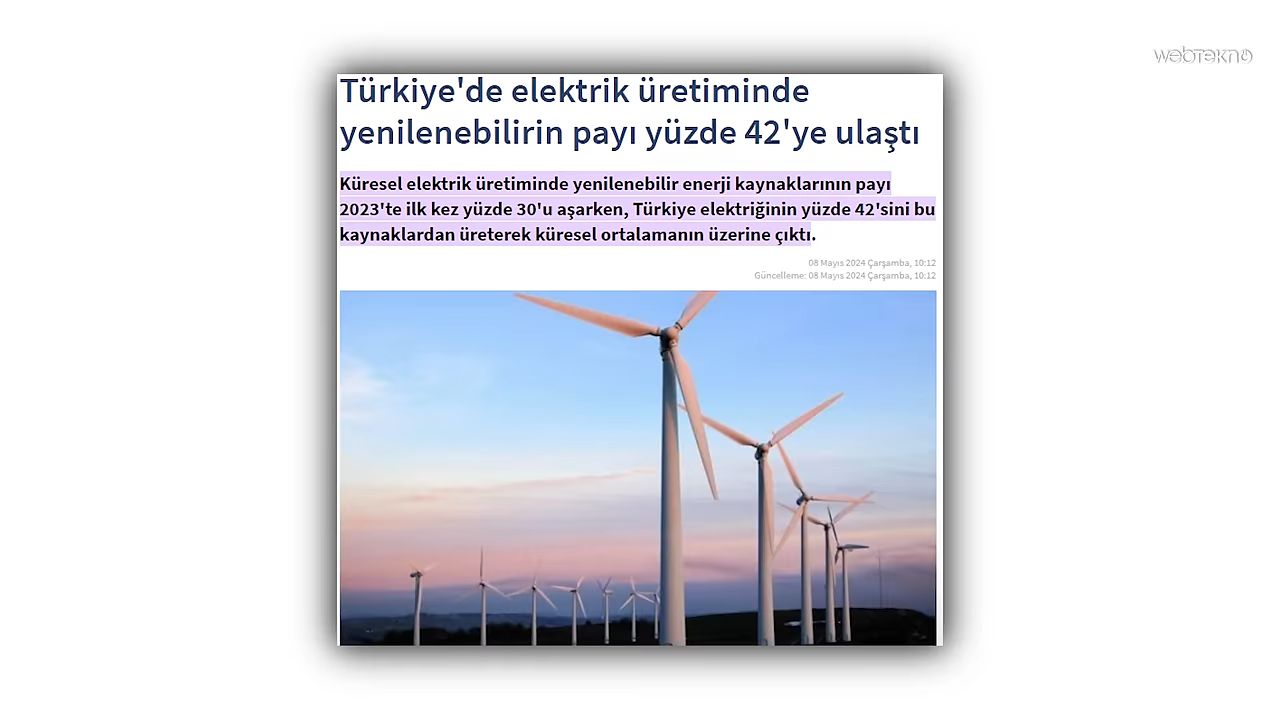 webtekno
Türkiye'de elektrik üretiminde
yenilenebilirin payı yüzde 42'ye ulaştı
Küresel elektrik üretiminde yenilenebilir enerji kaynaklarının payı
2023'te ilk kez yüzde 30'u aşarken, Türkiye elektriğinin yüzde 42'sini bu
kaynaklardan üreterek küresel ortalamanın üzerine çıktı.
08 Mayıs 2024 Çarşamba, 10:12
Güncelleme: 08 Mayıs 2024 Çarşamba, 10:12